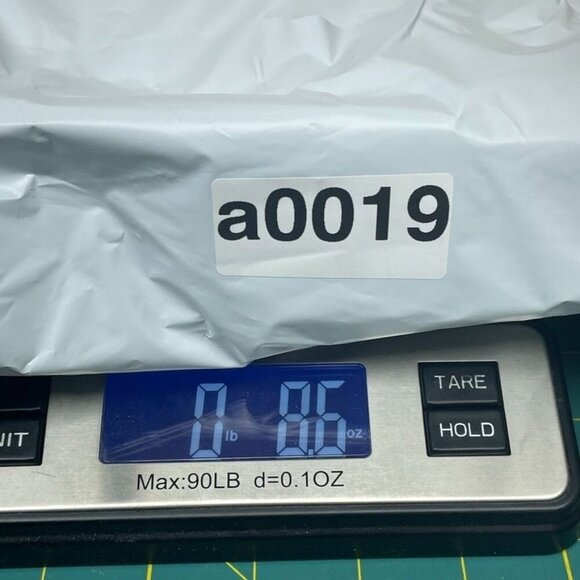 a0019
TARE
0 lb 8.6 oz
NIT
HOLD
Max:90LB d=0.1OZ